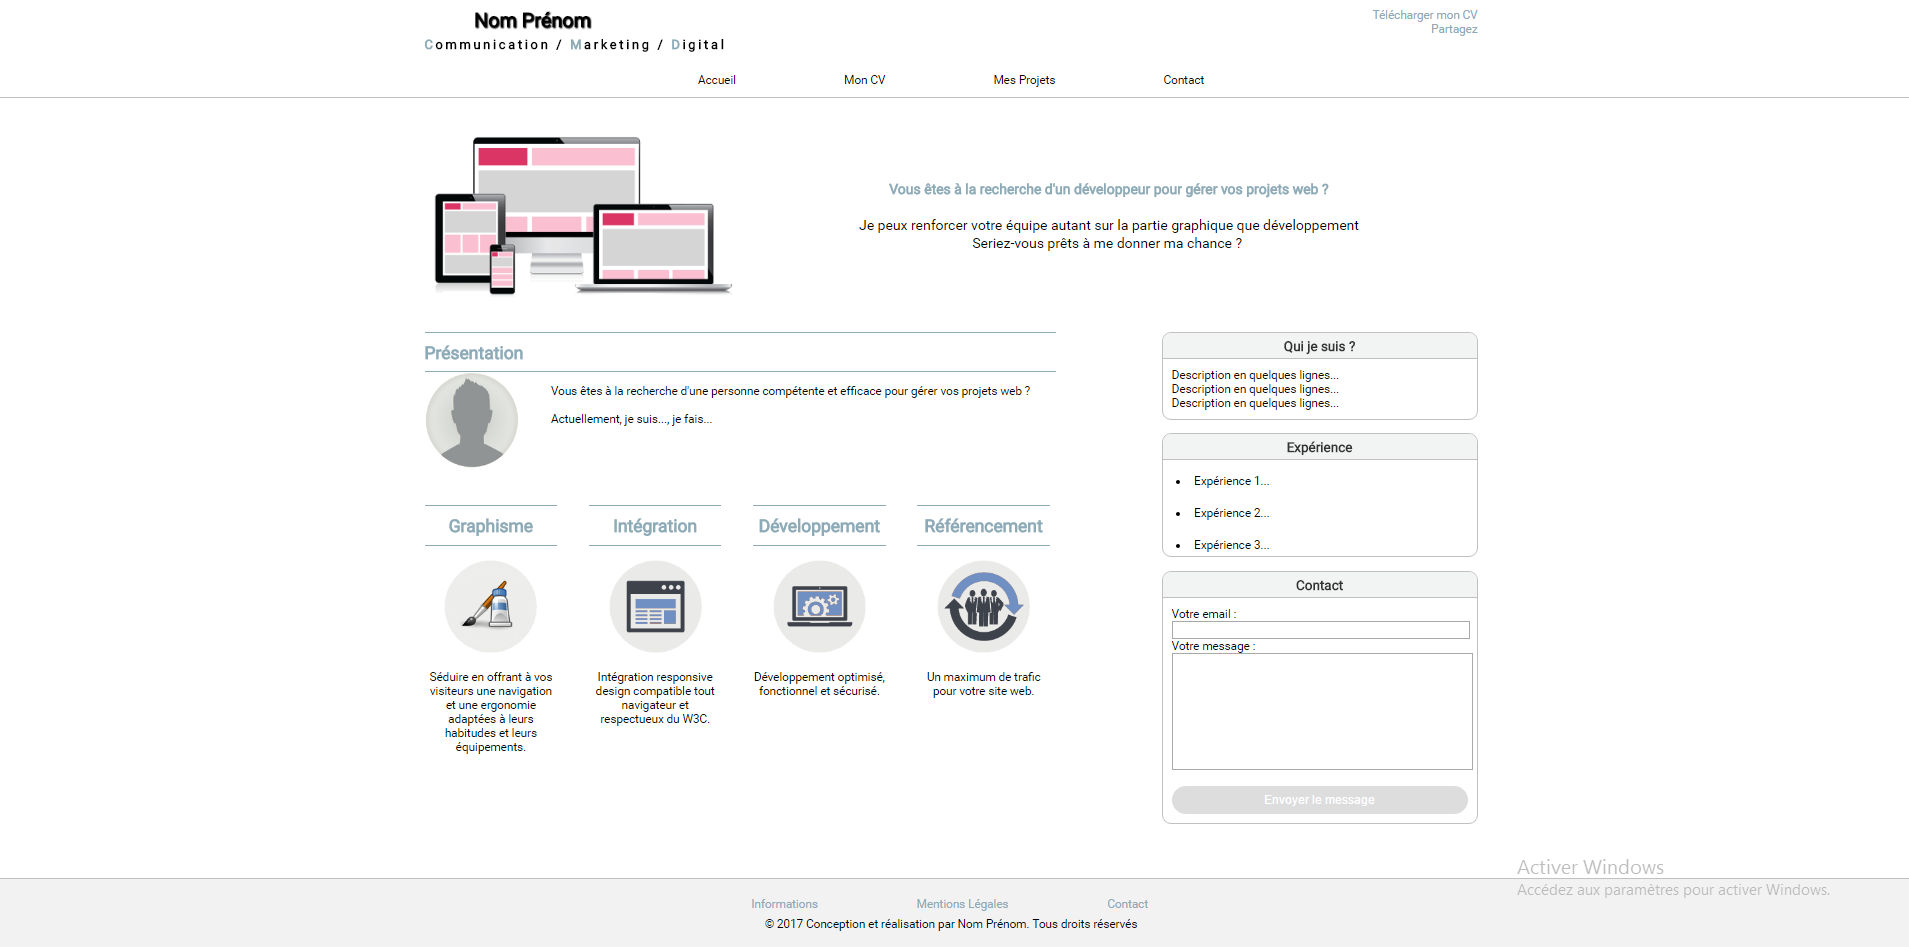 Nom Prénom
Communication / Marketing / Digital
Télécharger mon CV
Partagez
Accueil
Mon CV
Mes Projets
Contact
Vous êtes à la recherche d'un développeur pour gérer vos projets web ?
Je peux renforcer votre équipe autant sur la partie graphique que développement
Seriez-vous prêts à me donner ma chance ?
Présentation
Vous êtes à la recherche d'une personne compétente et efficace pour gérer vos projets web ?
Actuellement, je suis..., je fais...
Graphisme
Séduire en offrant à vos
visiteurs une navigation
et une ergonomie
adaptées à leurs
habitudes et leurs
équipements.
Intégration
Intégration responsive
design compatible tout
navigateur et
respectueux du W3C.
Développement
Développement optimisé,
fonctionnel et sécurisé.
Référencement
Un maximum de trafic
pour votre site web.
Qui je suis ?
Description en quelques lignes...
Description en quelques lignes...
Description en quelques lignes...
Expérience
Expérience 1...
Expérience 2...
Expérience 3...
Contact
Votre email :
Votre message :
Envoyer le message
Activer Windows
Accédez aux paramètres pour activer Windows.
Informations
Mentions Légales
Contact
© 2017 Conception et réalisation par Nom Prénom. Tous droits réservés